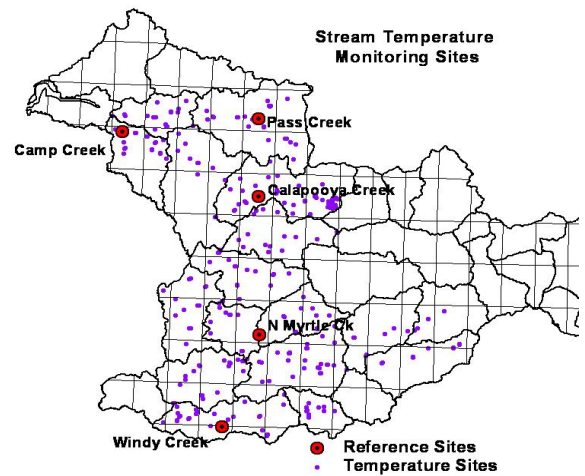 Stream Temperature
Monitoring Sites
Pass Creek
Camp Creek
Calapooya Creek
N Myrtle Ck
Windy Creek
Reference Sites
Temperature Sites